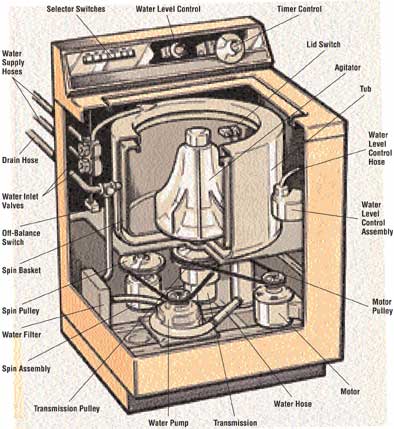 Selector Switches
Water Level Control
Timer Control
Water
Supply
Hoses
Lid Switch
Agitator
Tub
Drain Hose
Water
Level
Control
Hose
Water Inlet
Valves
Water
Level
Control
Assembly
Off-Balance
Switch
Spin Basket
Spin Pulley
Motor
Pulley
Water Filter
Spin Assembly
Motor
Transmission Pulley
Water Hose
Water Pump
Transmission